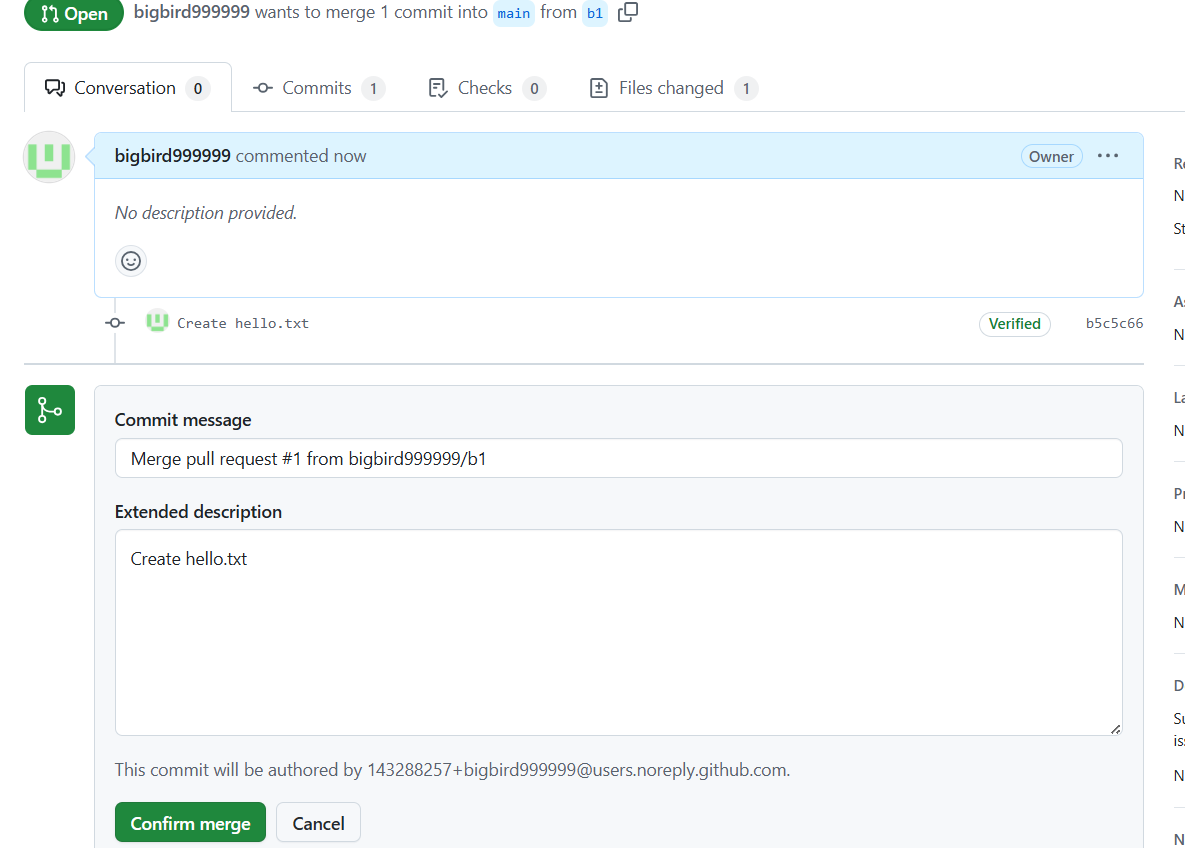 Open bigbird999999 wants to merge 1 commit into main from b1
Conversation 0 Commits 1 Checks 0 Files changed 1
bigbird999999 commented now Owner
No description provided.
Create hello.txt Verified b5c5c66
Commit message
Merge pull request #1 from bigbird999999/b1
Extended description
Create hello.txt
This commit will be authored by 143288257+bigbird999999@users.noreply.github.com.
Confirm merge Cancel